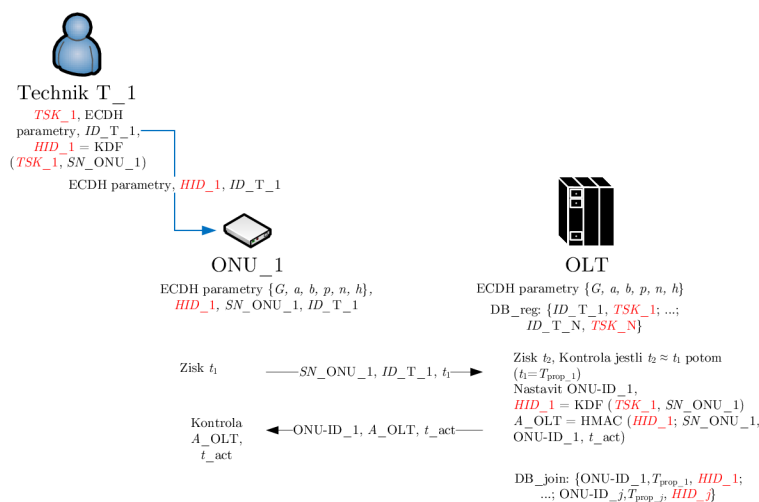 Technik T_1
TSK_1, ECDH
parametry, ID_T_1,
HID_1 = KDF
(TSK_1, SN_ONU_1)
ECDH parametry, HID_1, ID_T_1
ONU_1
ECDH parametry {G, a, b, p, n, h},
HID_1, SN_ONU_1, ID_T_1
OLT
ECDH parametry {G, a, b, p, n, h}
DB_reg: {ID_T_1, TSK_1; ...;
ID_T_N, TSK_N}
Zisk t₁
SN_ONU_1, ID_T_1, t₁
Zisk t₂, Kontrola jestli t₂ ≈ t₁ potom
(t₁=Tprop_1)
Nastavit ONU-ID_1,
HID_1 = KDF (TSK_1, SN_ONU_1)
A_OLT = HMAC (HID_1; SN_ONU_1,
ONU-ID_1, t_act)
Kontrola
A_OLT,
t_act
ONU-ID_1, A_OLT, t_act
DB_join: {ONU-ID_1,Tprop_1, HID_1;
...; ONU-ID_j,Tprop_j, HID_j}